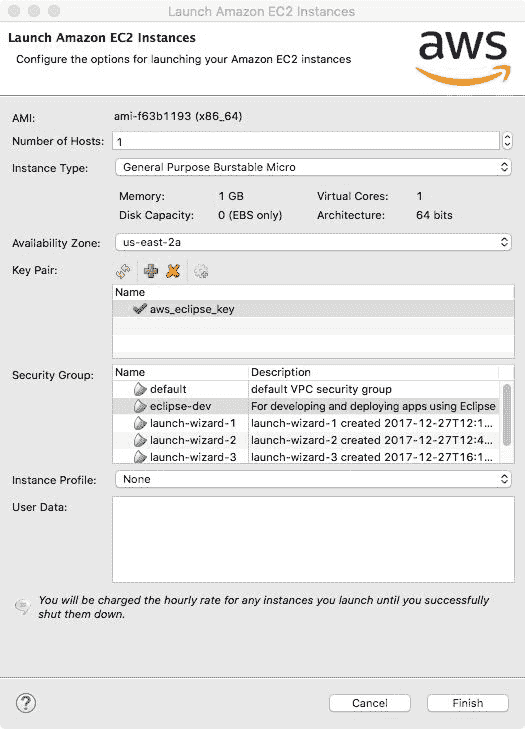 Launch Amazon EC2 Instances
Launch Amazon EC2 Instances
Configure the options for launching your Amazon EC2 instances
aws
AMI: ami-f63b1193 (x86_64)
Number of Hosts: 1
Instance Type: General Purpose Burstable Micro
Memory: 1 GB Virtual Cores: 1
Disk Capacity: 0 (EBS only) Architecture: 64 bits
Availability Zone: us-east-2a
Key Pair:
Name
aws_eclipse_key
Security Group: Name Description
default default VPC security group
eclipse-dev For developing and deploying apps using Eclipse
launch-wizard-1 launch-wizard-1 created 2017-12-27T12:1...
launch-wizard-2 launch-wizard-2 created 2017-12-27T12:4...
launch-wizard-3 launch-wizard-3 created 2017-12-27T16:1...
Instance Profile: None
User Data:
You will be charged the hourly rate for any instances you launch until you successfully
shut them down.
? Cancel Finish